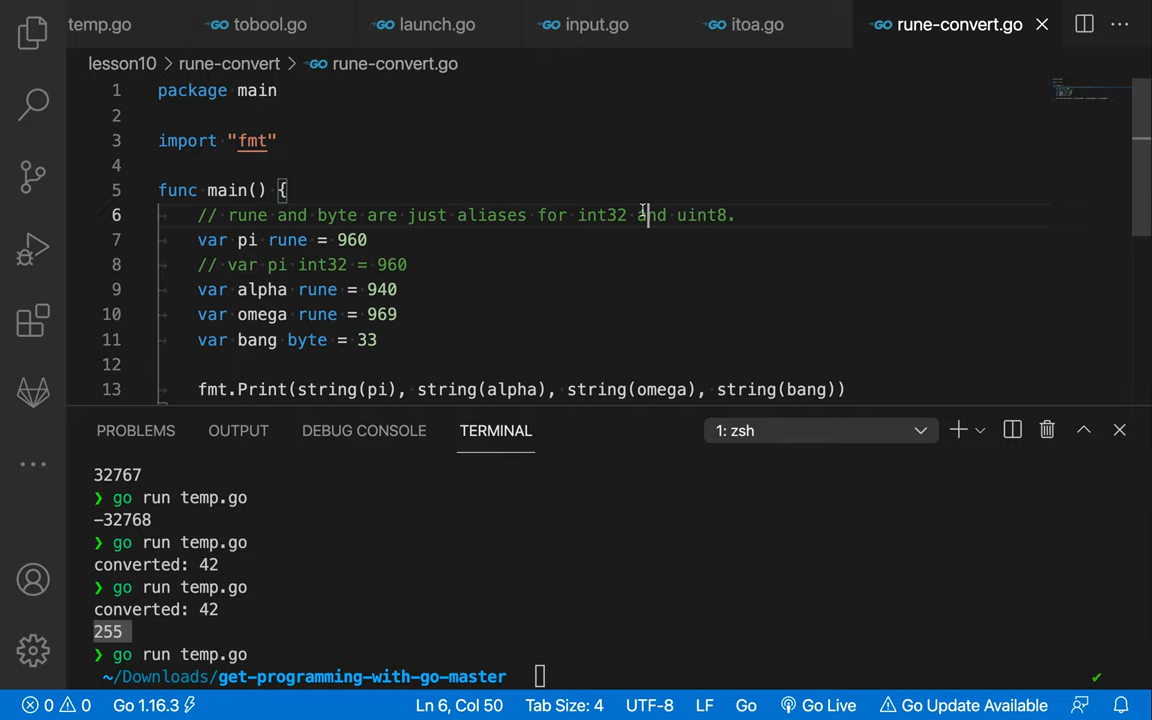 temp.go
GO tobool.go
GO launch.go
GO input.go
GO itoa.go
GO rune-convert.go
lesson10 > rune-convert > GO rune-convert.go
1 package main
2
3 import "fmt"
4
5 func main() {
6 // rune and byte are just aliases for int32 and uint8.
7 var pi rune = 960
8 // var pi int32 = 960
9 var alpha rune = 940
10 var omega rune = 969
11 var bang byte = 33
12
13 fmt.Print(string(pi), string(alpha), string(omega), string(bang))
PROBLEMS OUTPUT DEBUG CONSOLE TERMINAL 1: zsh
32767
❯ go run temp.go
-32768
❯ go run temp.go
converted: 42
❯ go run temp.go
converted: 42
255
❯ go run temp.go
~/Downloads/get-programming-with-go-master
0 0 Go 1.16.3 Ln 6, Col 50 Tab Size: 4 UTF-8 LF Go Go Live Go Update Available